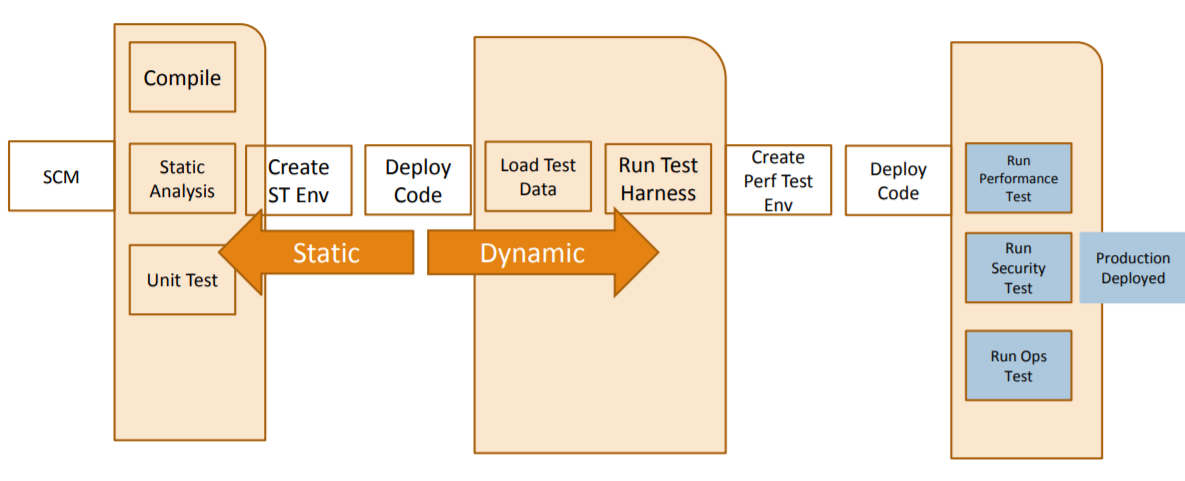 SCM
Compile
Static
Analysis
Unit Test
Create
ST Env
Deploy
Code
Static
Dynamic
Load Test
Data
Run Test
Harness
Create
Perf Test
Env
Deploy
Code
Run
Performance
Test
Run
Security
Test
Run Ops
Test
Production
Deployed